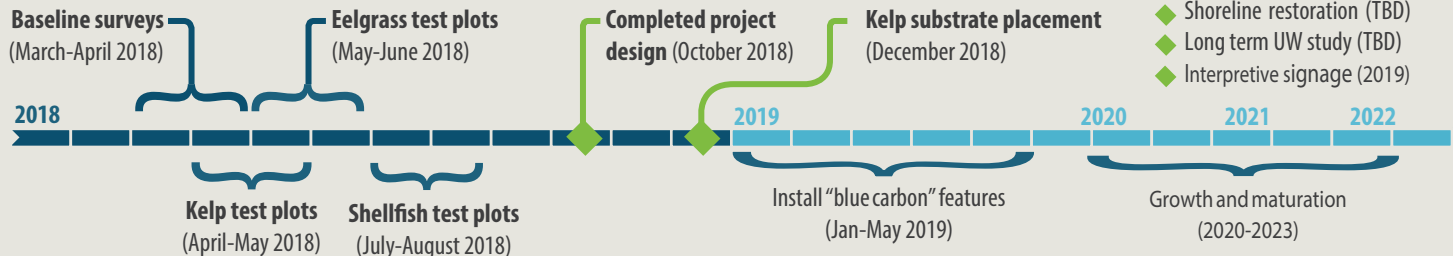 Baseline surveys
(March-April 2018)
Eelgrass test plots
(May-June 2018)
Completed project
design (October 2018)
Kelp substrate placement
(December 2018)
Shoreline restoration (TBD)
Long term UW study (TBD)
Interpretive signage (2019)
2018
2019
2020
2021
2022
Kelp test plots
(April-May 2018)
Shellfish test plots
(July-August 2018)
Install “blue carbon” features
(Jan-May 2019)
Growth and maturation
(2020-2023)